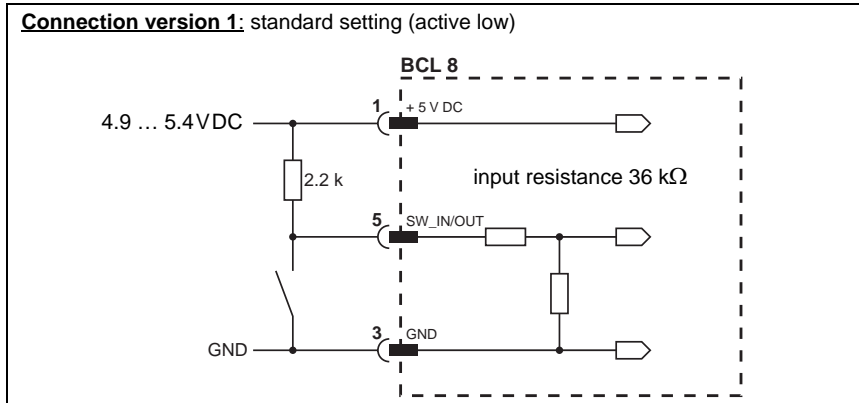 Connection version 1: standard setting (active low)
BCL 8
4.9 … 5.4VDC
1
+ 5 V DC
2.2 k
input resistance 36 kΩ
5
SW_IN/OUT
GND
3
GND